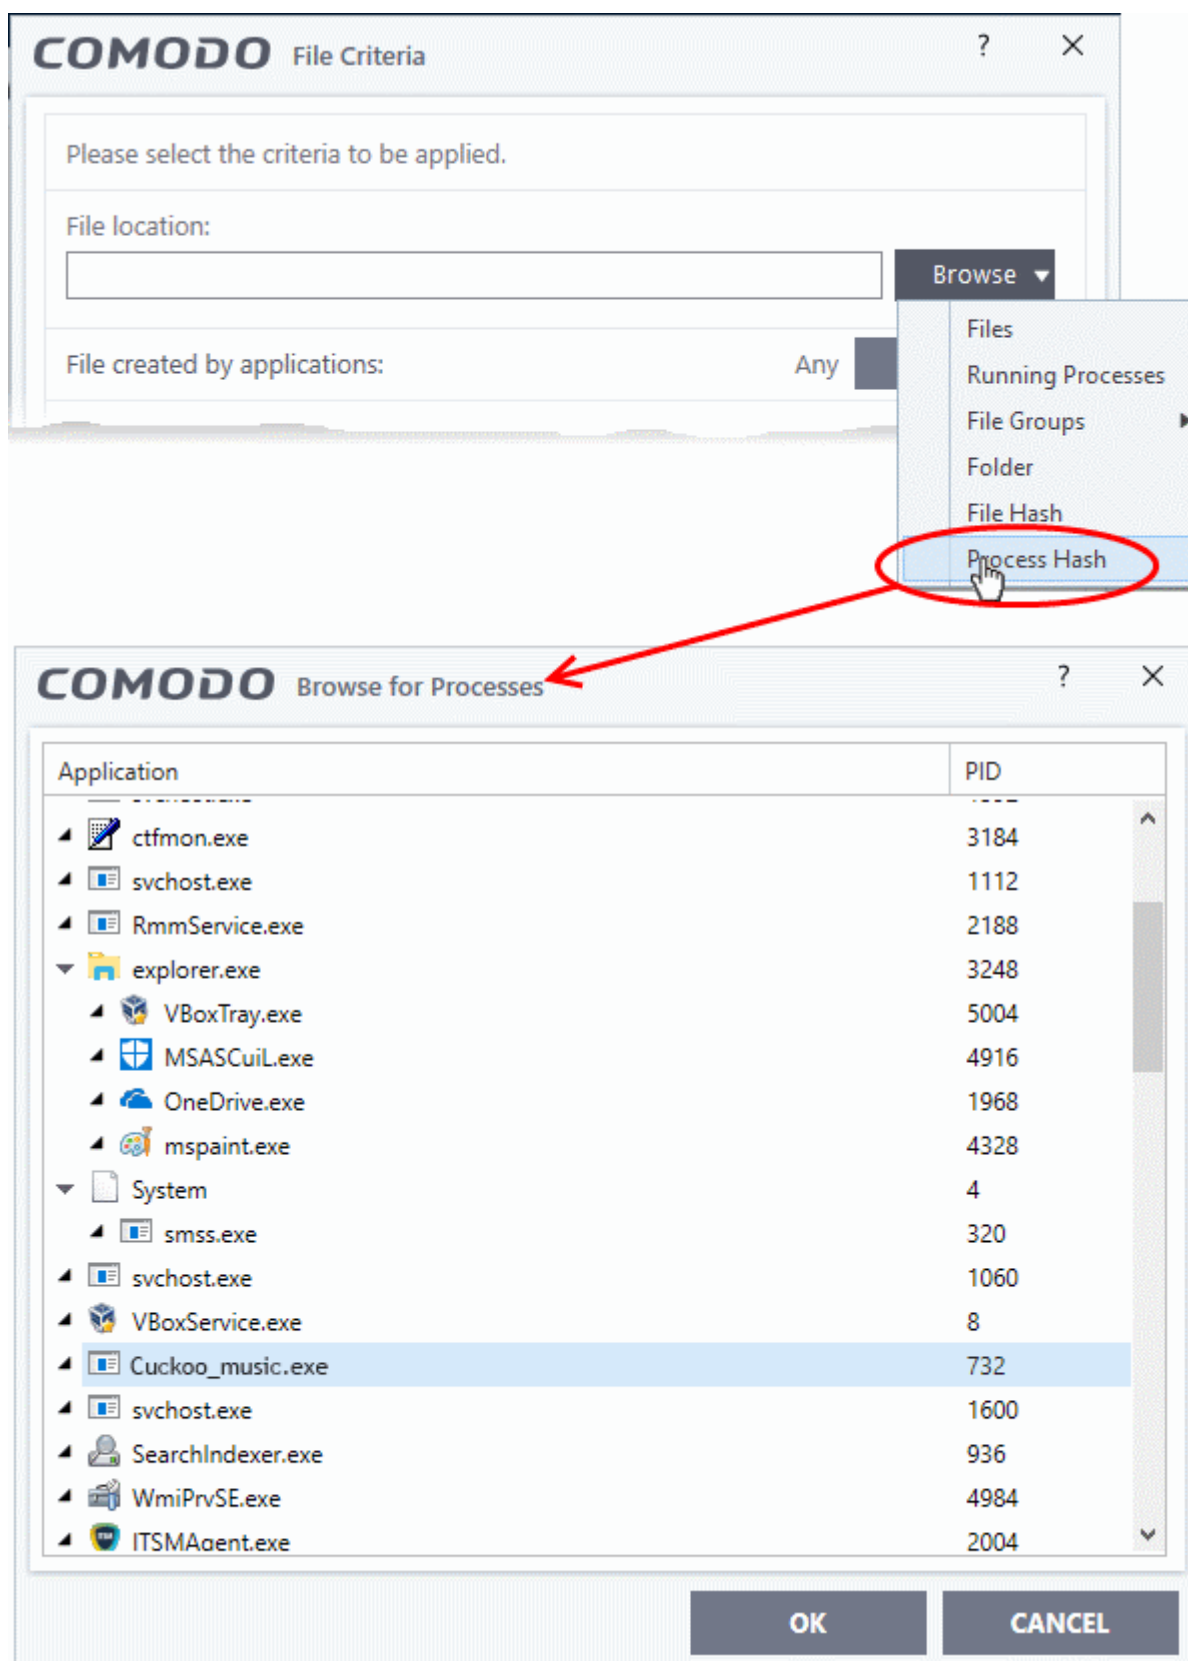 COMODO File Criteria ?
Please select the criteria to be applied.
File location:
Browse
Files
File created by applications: Any
Running Processes
File Groups
Folder
File Hash
Process Hash
COMODO Browse for Processes ?
Application PID
ctfmon.exe 3184
svchost.exe 1112
RmmService.exe 2188
explorer.exe 3248
VBoxTray.exe 5004
MSASCuiL.exe 4916
OneDrive.exe 1968
mspaint.exe 4328
System 4
smss.exe 320
svchost.exe 1060
VBoxService.exe 8
Cuckoo_music.exe 732
svchost.exe 1600
SearchIndexer.exe 936
WmiPrvSE.exe 4984
ITSMAgent.exe 2004
OK CANCEL